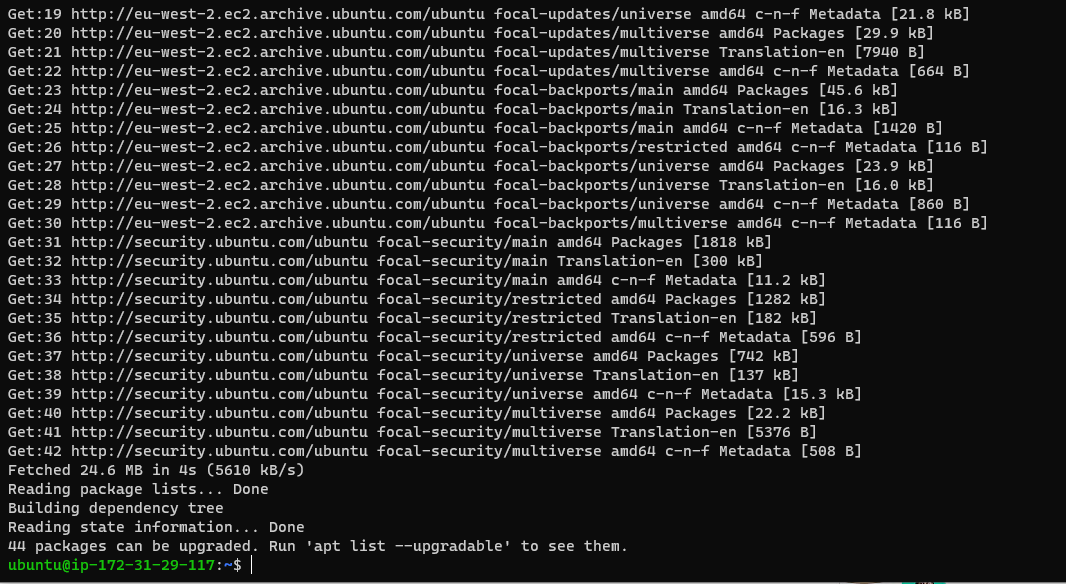 Get:19 http://eu-west-2.ec2.archive.ubuntu.com/ubuntu focal-updates/universe amd64 c-n-f Metadata [21.8 kB]
Get:20 http://eu-west-2.ec2.archive.ubuntu.com/ubuntu focal-updates/multiverse amd64 Packages [29.9 kB]
Get:21 http://eu-west-2.ec2.archive.ubuntu.com/ubuntu focal-updates/multiverse Translation-en [7940 B]
Get:22 http://eu-west-2.ec2.archive.ubuntu.com/ubuntu focal-updates/multiverse amd64 c-n-f Metadata [664 B]
Get:23 http://eu-west-2.ec2.archive.ubuntu.com/ubuntu focal-backports/main amd64 Packages [45.6 kB]
Get:24 http://eu-west-2.ec2.archive.ubuntu.com/ubuntu focal-backports/main Translation-en [16.3 kB]
Get:25 http://eu-west-2.ec2.archive.ubuntu.com/ubuntu focal-backports/main amd64 c-n-f Metadata [1420 B]
Get:26 http://eu-west-2.ec2.archive.ubuntu.com/ubuntu focal-backports/restricted amd64 c-n-f Metadata [116 B]
Get:27 http://eu-west-2.ec2.archive.ubuntu.com/ubuntu focal-backports/universe amd64 Packages [23.9 kB]
Get:28 http://eu-west-2.ec2.archive.ubuntu.com/ubuntu focal-backports/universe Translation-en [16.0 kB]
Get:29 http://eu-west-2.ec2.archive.ubuntu.com/ubuntu focal-backports/universe amd64 c-n-f Metadata [860 B]
Get:30 http://eu-west-2.ec2.archive.ubuntu.com/ubuntu focal-backports/multiverse amd64 c-n-f Metadata [116 B]
Get:31 http://security.ubuntu.com/ubuntu focal-security/main amd64 Packages [1818 kB]
Get:32 http://security.ubuntu.com/ubuntu focal-security/main Translation-en [300 kB]
Get:33 http://security.ubuntu.com/ubuntu focal-security/main amd64 c-n-f Metadata [11.2 kB]
Get:34 http://security.ubuntu.com/ubuntu focal-security/restricted amd64 Packages [1282 kB]
Get:35 http://security.ubuntu.com/ubuntu focal-security/restricted Translation-en [182 kB]
Get:36 http://security.ubuntu.com/ubuntu focal-security/restricted amd64 c-n-f Metadata [596 B]
Get:37 http://security.ubuntu.com/ubuntu focal-security/universe amd64 Packages [742 kB]
Get:38 http://security.ubuntu.com/ubuntu focal-security/universe Translation-en [137 kB]
Get:39 http://security.ubuntu.com/ubuntu focal-security/universe amd64 c-n-f Metadata [15.3 kB]
Get:40 http://security.ubuntu.com/ubuntu focal-security/multiverse amd64 Packages [22.2 kB]
Get:41 http://security.ubuntu.com/ubuntu focal-security/multiverse Translation-en [5376 B]
Get:42 http://security.ubuntu.com/ubuntu focal-security/multiverse amd64 c-n-f Metadata [508 B]
Fetched 24.6 MB in 4s (5610 kB/s)
Reading package lists... Done
Building dependency tree
Reading state information... Done
44 packages can be upgraded. Run 'apt list --upgradable' to see them.
ubuntu@ip-172-31-29-117:~$